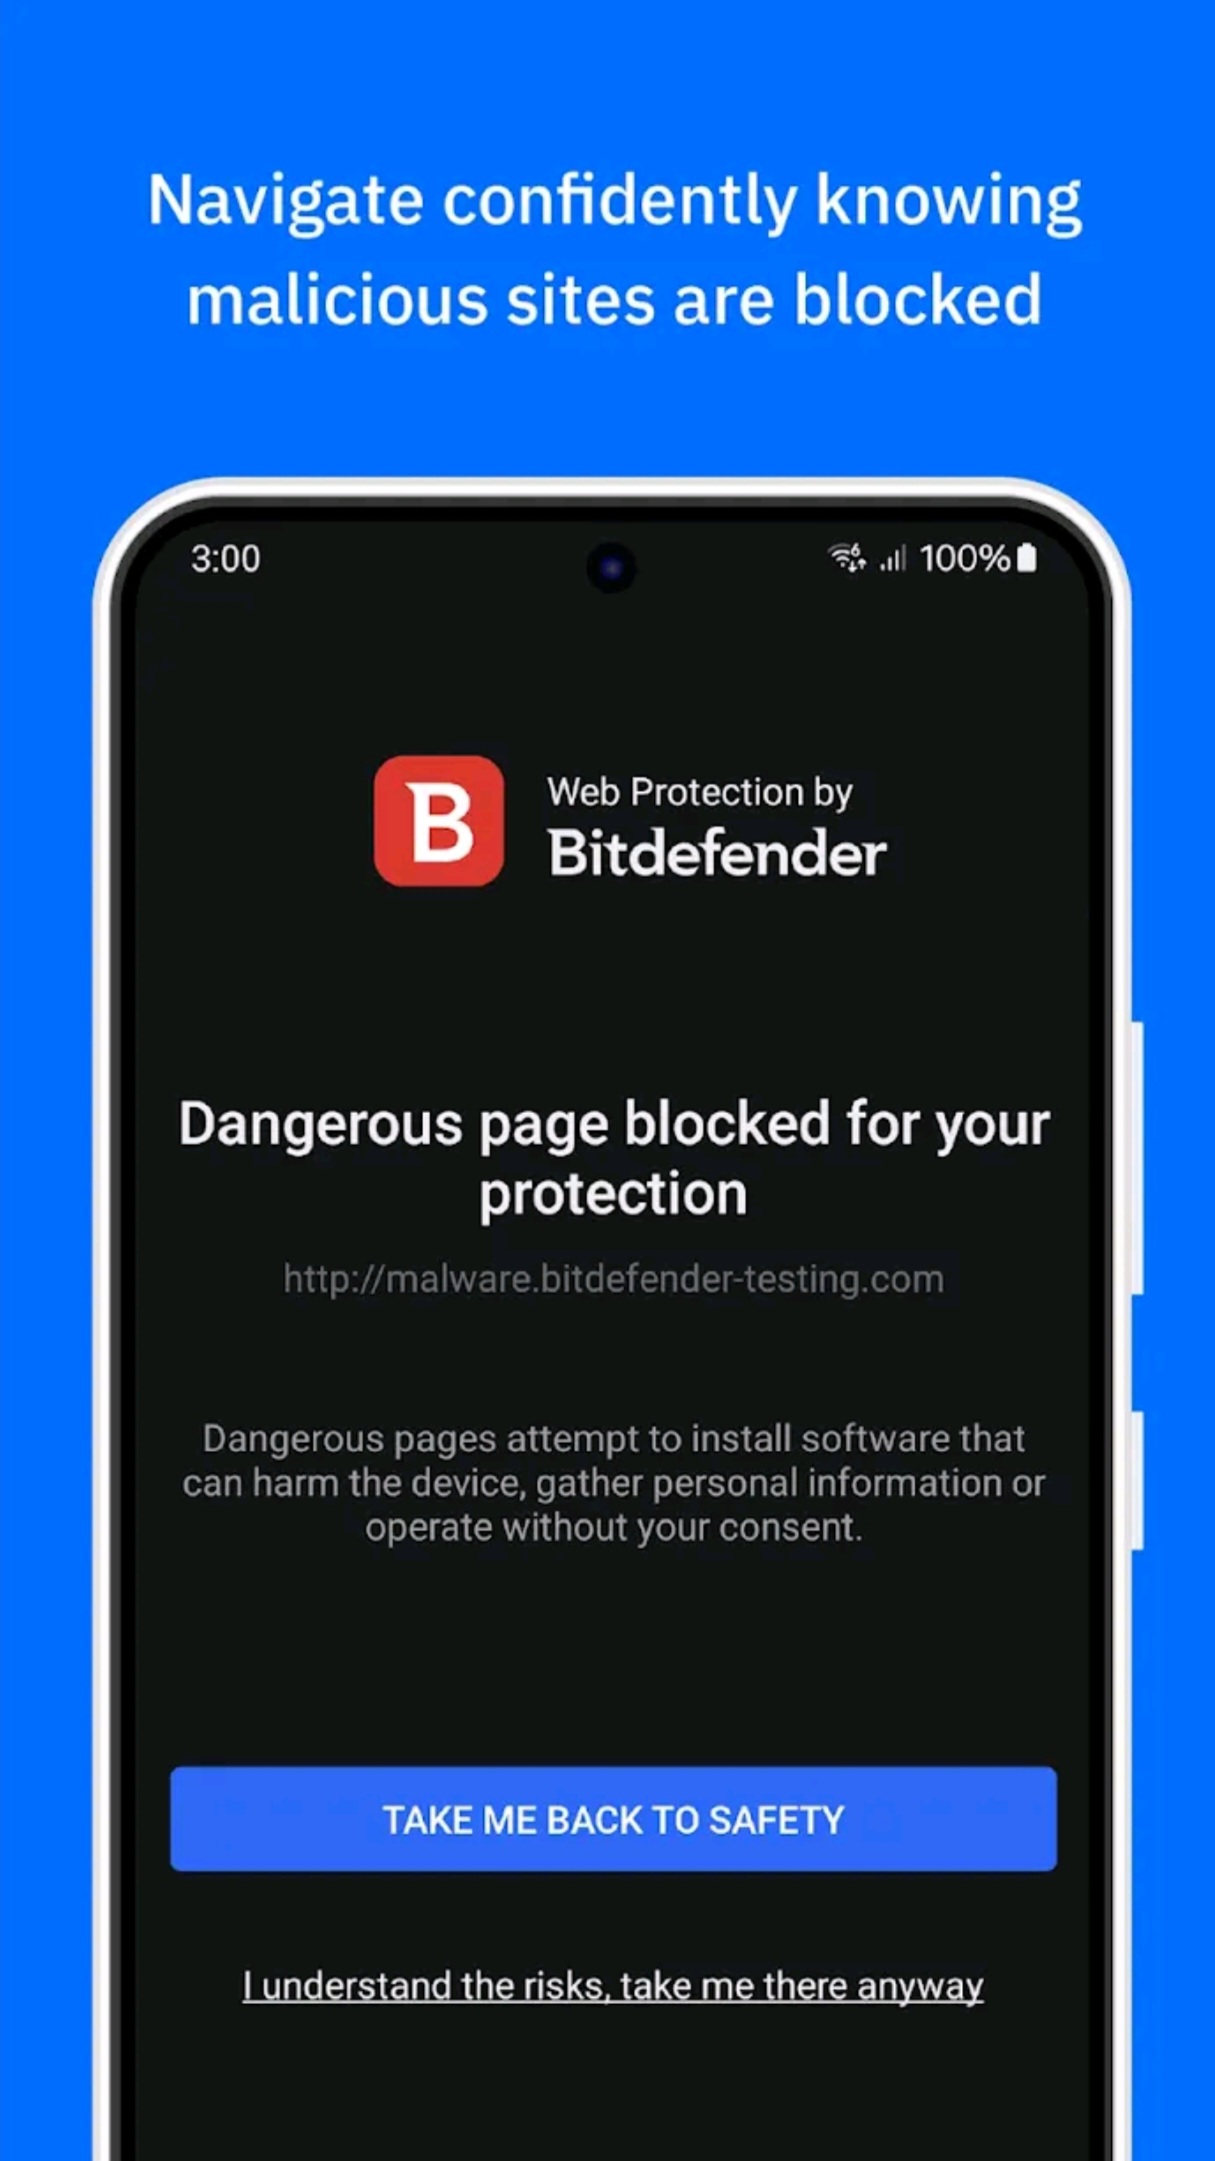 Navigate confidently knowing
malicious sites are blocked
3:00
100%
B
Web Protection by
Bitdefender
Dangerous page blocked for your
protection
http://malware.bitdefender-testing.com
Dangerous pages attempt to install software that
can harm the device, gather personal information or
operate without your consent.
TAKE ME BACK TO SAFETY
I understand the risks, take me there anyway